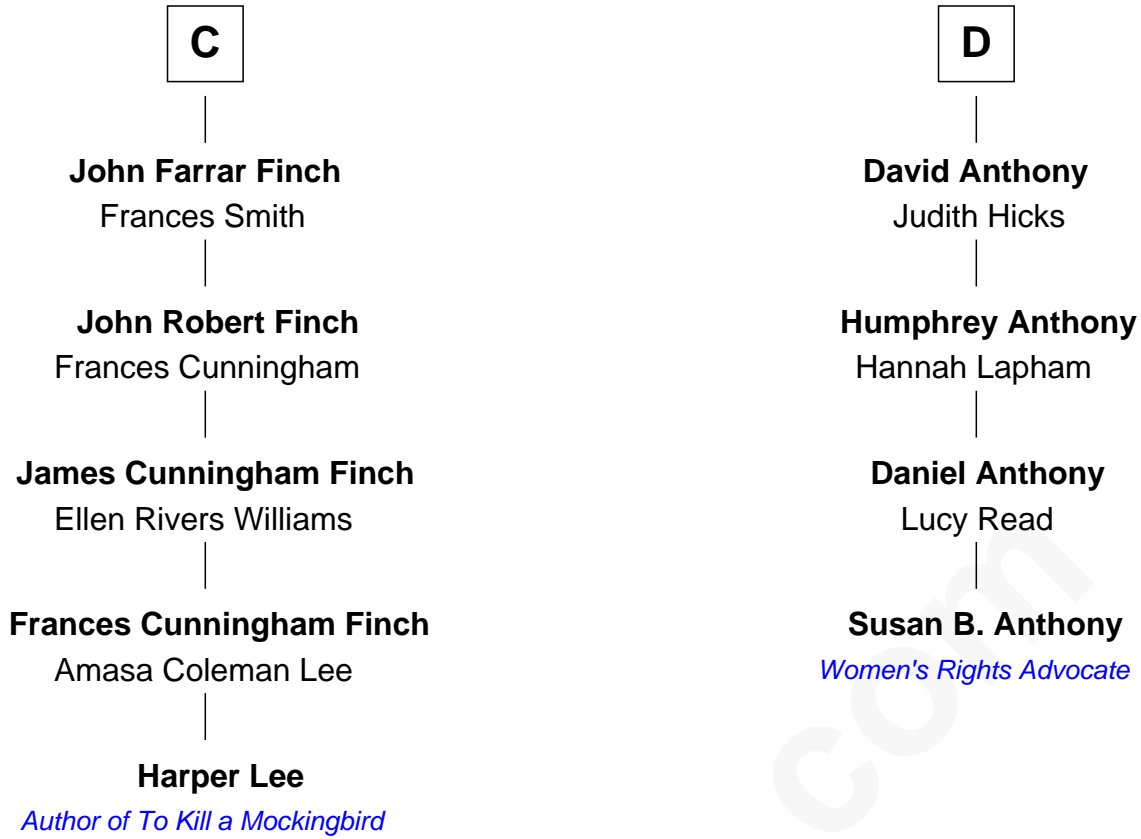 C
John Farrar Finch
Frances Smith
John Robert Finch
Frances Cunningham
James Cunningham Finch
Ellen Rivers Williams
Frances Cunningham Finch
Amasa Coleman Lee
Harper Lee
Author of To Kill a Mockingbird
D
David Anthony
Judith Hicks
Humphrey Anthony
Hannah Lapham
Daniel Anthony
Lucy Read
Susan B. Anthony
Women's Rights Advocate
com